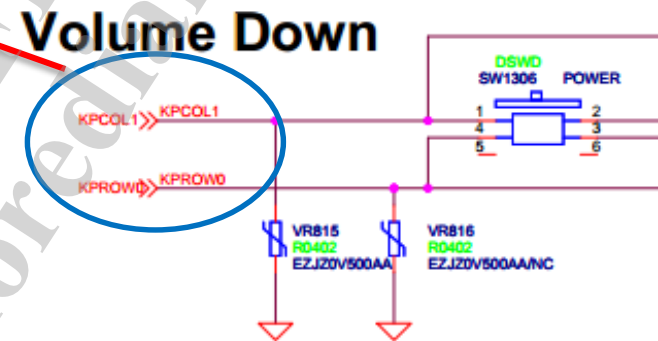 Volume Down
DSWD
SW1306 POWER
KPCOL1 KPCOL1
1 2
4 3
5 6
KPROW0 KPROW0
VR815 VR816
R0402 R0402
EZJZ0V500AA EZJZ0V500AA/NC